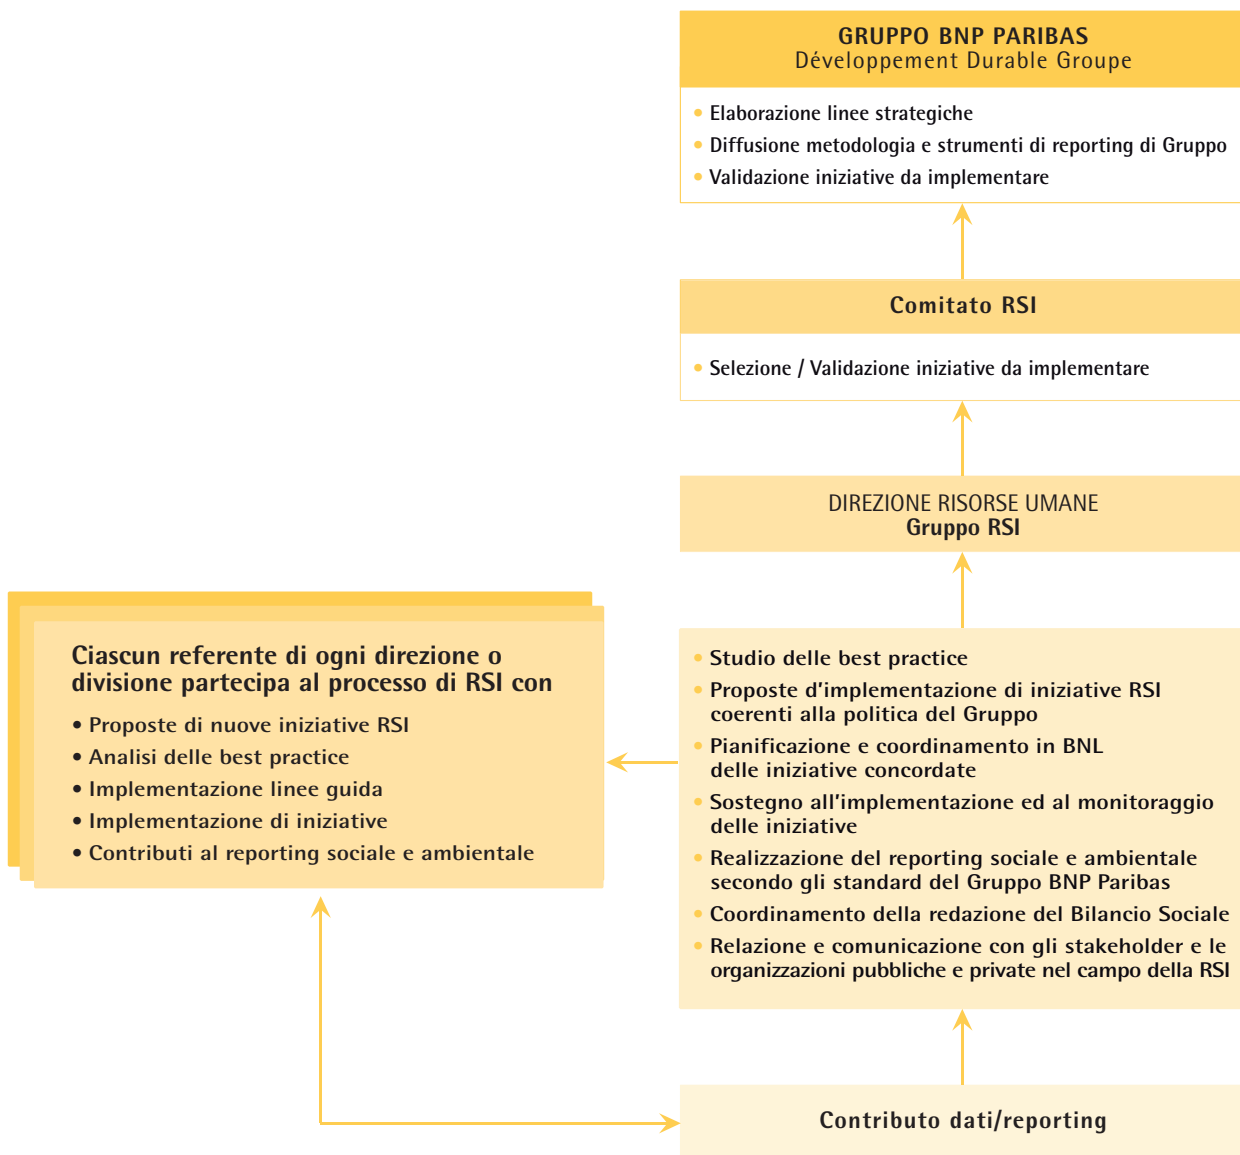 GRUPPO BNP PARIBAS
Développement Durable Groupe
• Elaborazione linee strategiche
• Diffusione metodologia e strumenti di reporting di Gruppo
• Validazione iniziative da implementare
Comitato RSI
• Selezione / Validazione iniziative da implementare
DIREZIONE RISORSE UMANE
Gruppo RSI
Ciascun referente di ogni direzione o
divisione partecipa al processo di RSI con
• Proposte di nuove iniziative RSI
• Analisi delle best practice
• Implementazione linee guida
• Implementazione di iniziative
• Contributi al reporting sociale e ambientale
• Studio delle best practice
• Proposte d'implementazione di iniziative RSI
coerenti alla politica del Gruppo
• Pianificazione e coordinamento in BNL
delle iniziative concordate
• Sostegno all'implementazione ed al monitoraggio
delle iniziative
• Realizzazione del reporting sociale e ambientale
secondo gli standard del Gruppo BNP Paribas
• Coordinamento della redazione del Bilancio Sociale
• Relazione e comunicazione con gli stakeholder e le
organizzazioni pubbliche e private nel campo della RSI
Contributo dati/reporting